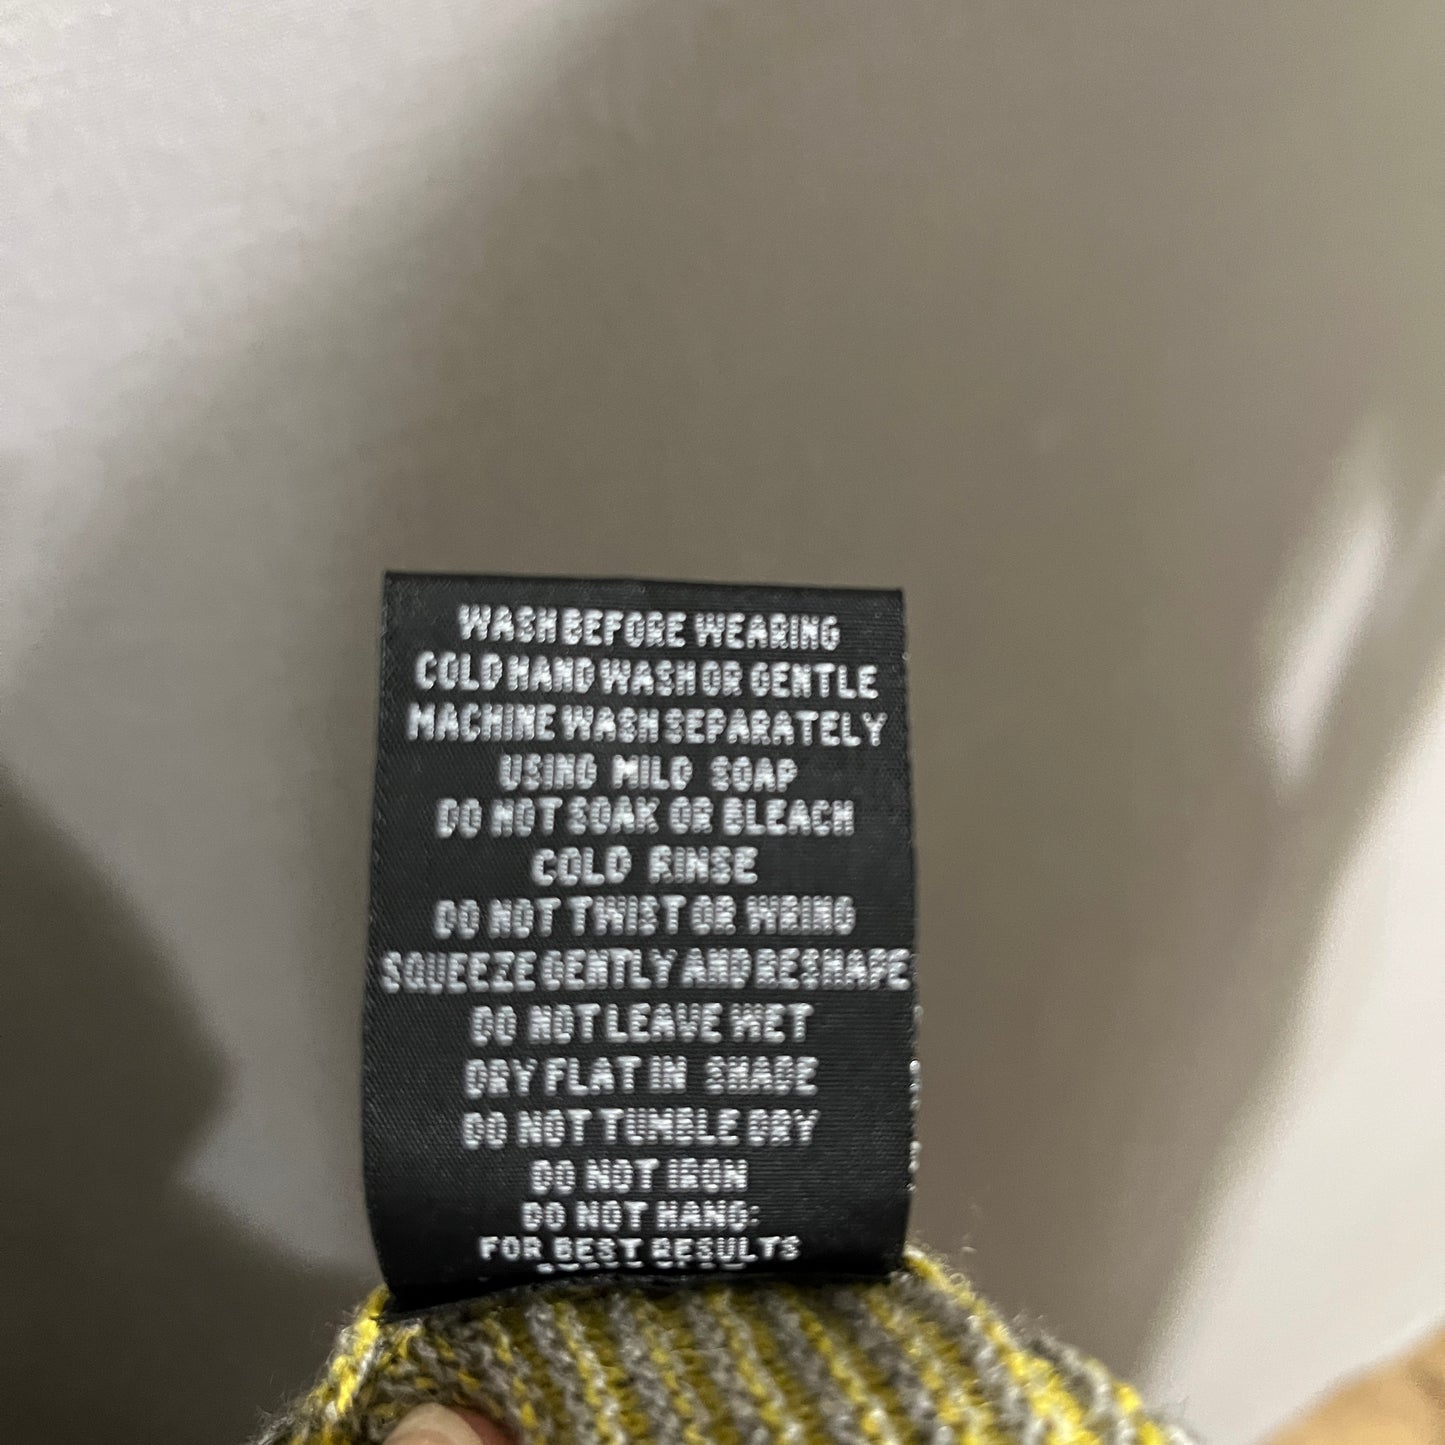 WASH BEFORE WEARING
COLD HAND WASH OR GENTLE
MACHINE WASH SEPARATELY
USING MILD SOAP
DO NOT SOAK OR BLEACH
COLD RINSE
DO NOT TWIST OR WRING
SQUEEZE GENTLY AND RESHAPE
DO NOT LEAVE WET
DRY FLAT IN SHADE
DO NOT TUMBLE DRY
DO NOT IRON
DO NOT HANG:
FOR BEST RESULTS